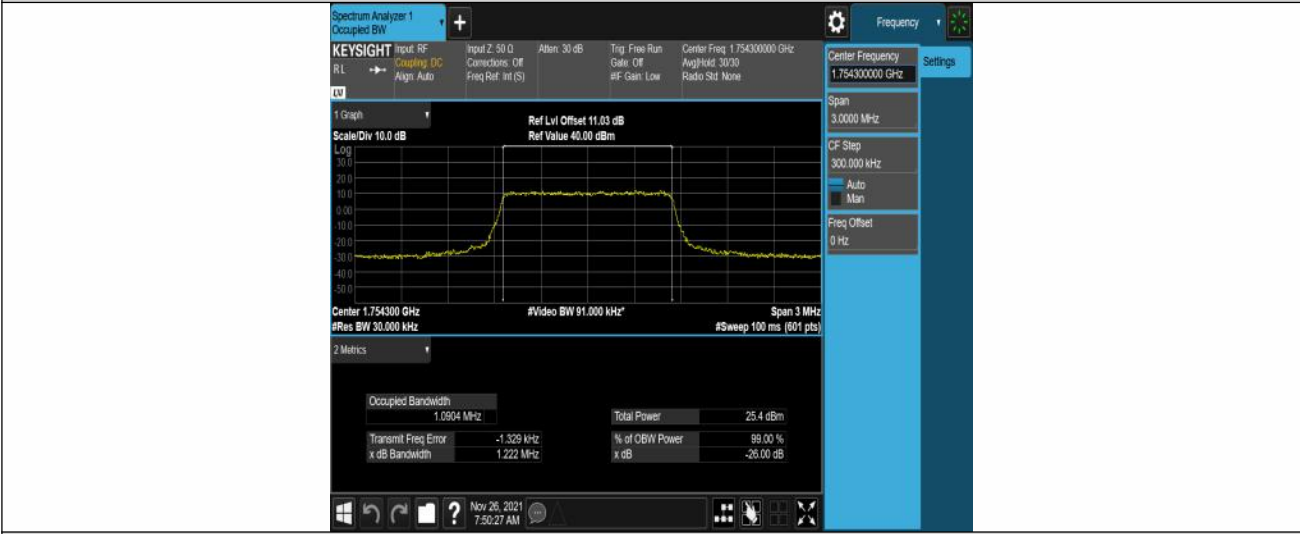 Spectrum Analyzer 1
Occupied BW
+
Frequency
KEYSIGHT
RL
LV
Input: RF
Coupling: DC
Align: Auto
Input Z: 50 Ω
Corrections: Off
Freq Ref: Int (S)
Atten: 30 dB
Trig: Free Run
Gate: Off
#IF Gain: Low
Center Freq: 1.754300000 GHz
Avg|Hold: 30/30
Radio Std: None
Center Frequency
1.754300000 GHz
Settings
Span
3.0000 MHz
CF Step
300.000 kHz
Auto
Man
Freq Offset
0 Hz
1 Graph
Scale/Div 10.0 dB
Ref Lvl Offset 11.03 dB
Ref Value 40.00 dBm
Log
30.0
20.0
10.0
0.00
-10.0
-20.0
-30.0
-40.0
-50.0
Center 1.754300 GHz
#Res BW 30.000 kHz
#Video BW 91.000 kHz*
Span 3 MHz
#Sweep 100 ms (601 pts)
2 Metrics
Occupied Bandwidth
1.0904 MHz
Total Power 25.4 dBm
Transmit Freq Error -1.329 kHz
% of OBW Power 99.00 %
x dB Bandwidth 1.222 MHz
x dB -26.00 dB
?
Nov 26, 2021
7:50:27 AM